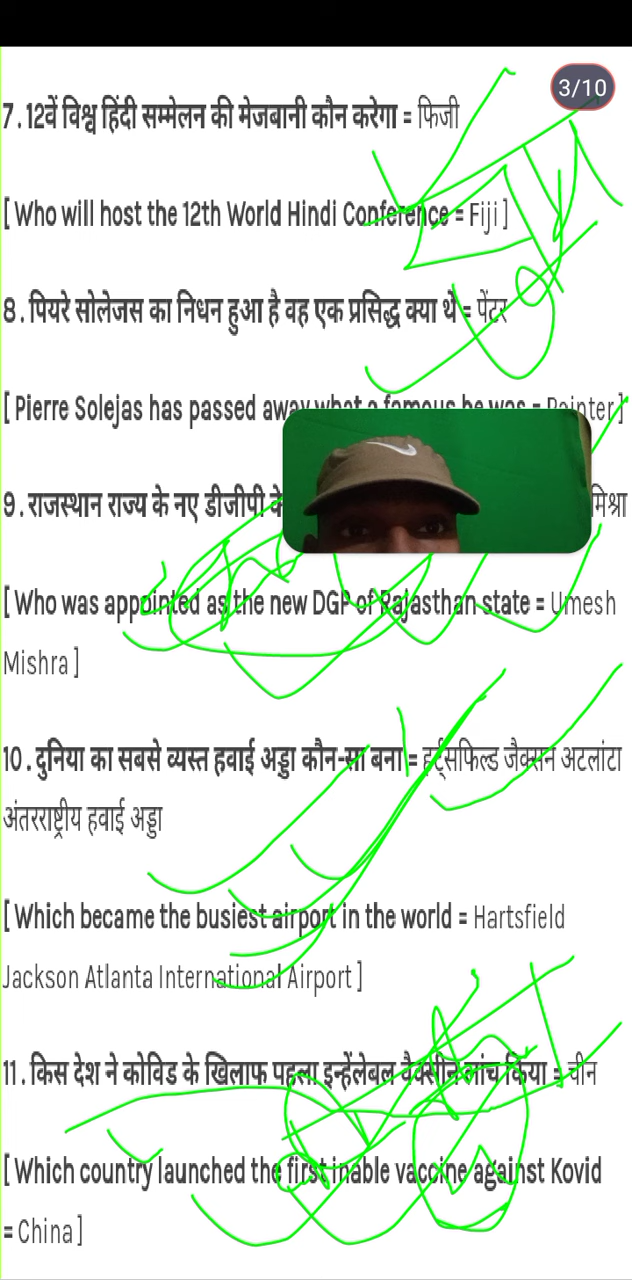 3/10
7. 12वें विश्व हिंदी सम्मेलन की मेजबानी कौन करेगा = फिजी
[ Who will host the 12th World Hindi Conference = Fiji ]
8. पियरे सोलेजस का निधन हुआ है वह एक प्रसिद्ध क्या थे = पेंटर
[ Pierre Solejas has passed away what a famous he was = Painter ]
9. राजस्थान राज्य के नए डीजीपी के मिश्रा
[ Who was appointed as the new DGP of Rajasthan state = Umesh
Mishra ]
10. दुनिया का सबसे व्यस्त हवाई अड्डा कौन-सा बना = हर्ट्सफिल्ड जैक्सन अटलांटा
अंतरराष्ट्रीय हवाई अड्डा
[ Which became the busiest airport in the world = Hartsfield
Jackson Atlanta International Airport ]
11. किस देश ने कोविड के खिलाफ पहला इन्हेंलेबल वैक्सीन लांच किया = चीन
[ Which country launched the first inable vaccine against Kovid
= China ]